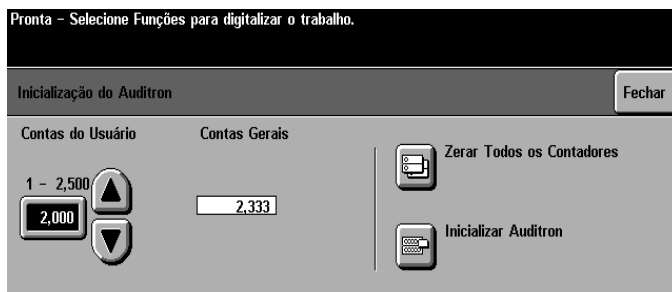 Pronta - Selecione Funções para digitalizar o trabalho.
Inicialização do Auditron
Fechar
Contas do Usuário
Contas Gerais
1 - 2,500
2,000
2,333
Zerar Todos os Contadores
Inicializar Auditron